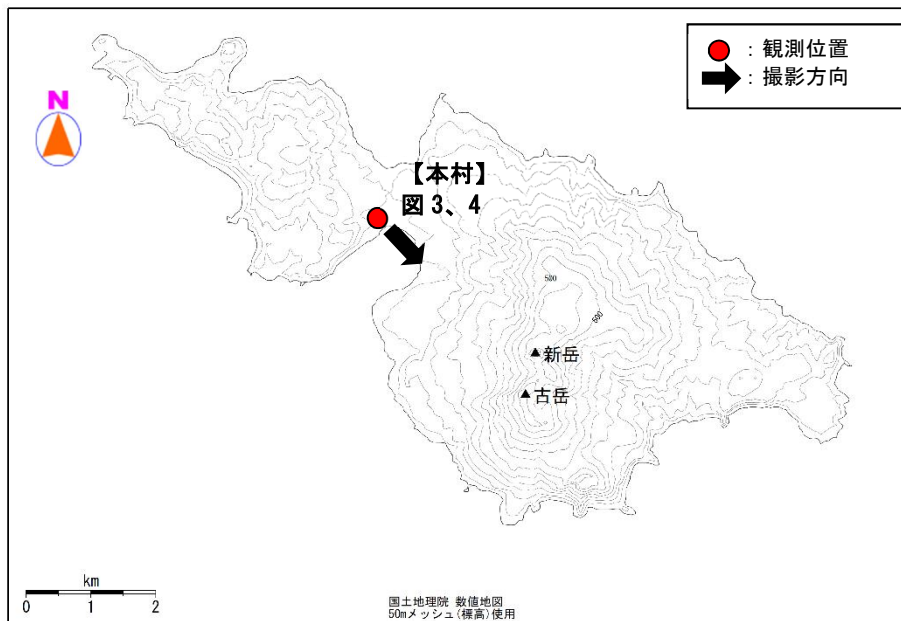 ：観測位置
：撮影方向
N
【本村】
図 3、4
500
500
▲新岳
▲古岳
km
0 1 2
国土地理院 数値地図
50mメッシュ(標高)使用